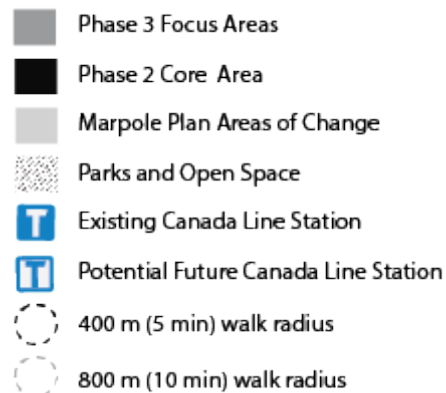 Phase 3 Focus Areas
Phase 2 Core Area
Marpole Plan Areas of Change
Parks and Open Space
T Existing Canada Line Station
T Potential Future Canada Line Station
400 m (5 min) walk radius
800 m (10 min) walk radius